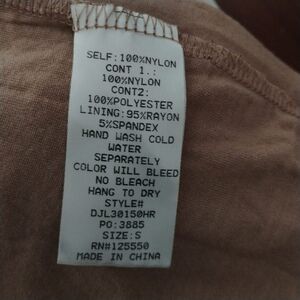 SELF:100%NYLON
CONT 1.:
100%NYLON
CONT2:
100%POLYESTER
LINING:95%RAYON
5%SPANDEX
HAND WASH COLD
WATER
SEPARATELY
COLOR WILL BLEED
NO BLEACH
HANG TO DRY
STYLE#
DJL30150HR
PO:3885
SIZE:S
RN#125550
MADE IN CHINA